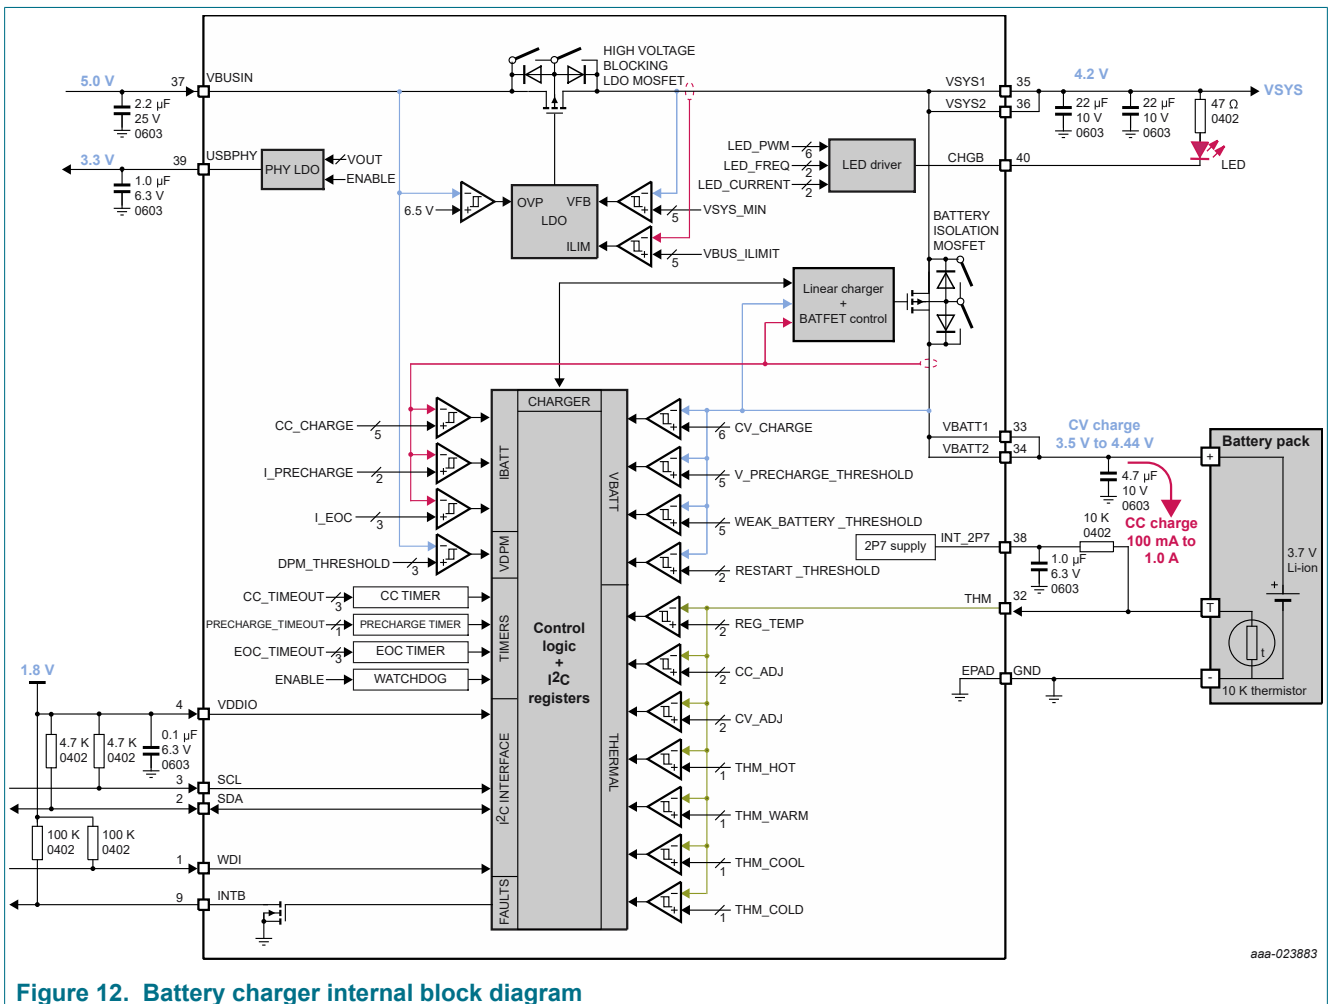 HIGH VOLTAGE
BLOCKING
LDO MOSFET
5.0 V
37
VBUSIN
2.2 µF
25 V
0603
3.3 V
39
USBPHY
PHY LDO
VOUT
ENABLE
1.0 µF
6.3 V
0603
6.5 V
OVP
VFB
LDO
ILIM
VSYS_MIN
5
VBUS_ILIMIT
5
LED_PWM
6
LED_FREQ
2
LED_CURRENT
2
LED driver
VSYS1
35
VSYS2
36
4.2 V
VSYS
22 µF
10 V
0603
22 µF
10 V
0603
47 Ω
0402
CHGB
40
LED
BATTERY
ISOLATION
MOSFET
Linear charger
+
BATFET control
CHARGER
IBATT
VDPM
TIMERS
I2C INTERFACE
FAULTS
Control
logic
+
I2C
registers
VBATT
THERMAL
CC_CHARGE
5
I_PRECHARGE
2
I_EOC
3
DPM_THRESHOLD
3
CC_TIMEOUT
3
CC TIMER
PRECHARGE_TIMEOUT
1
PRECHARGE TIMER
EOC_TIMEOUT
3
EOC TIMER
ENABLE
WATCHDOG
CV_CHARGE
6
V_PRECHARGE_THRESHOLD
5
WEAK_BATTERY _THRESHOLD
5
RESTART _THRESHOLD
2
REG_TEMP
2
CC_ADJ
2
CV_ADJ
2
THM_HOT
1
THM_WARM
1
THM_COOL
1
THM_COLD
1
VBATT1
33
VBATT2
34
CV charge
3.5 V to 4.44 V
4.7 µF
10 V
0603
CC charge
100 mA to
1.0 A
Battery pack
+
3.7 V
Li-ion
+
T
t
-
10 K thermistor
2P7 supply
INT_2P7
38
10 K
0402
1.0 µF
6.3 V
0603
THM
32
EPAD
GND
1.8 V
4
VDDIO
4.7 K
0402
4.7 K
0402
0.1 µF
6.3 V
0603
3
SCL
2
SDA
100 K
0402
100 K
0402
1
WDI
9
INTB
aaa-023883
Figure 12. Battery charger internal block diagram